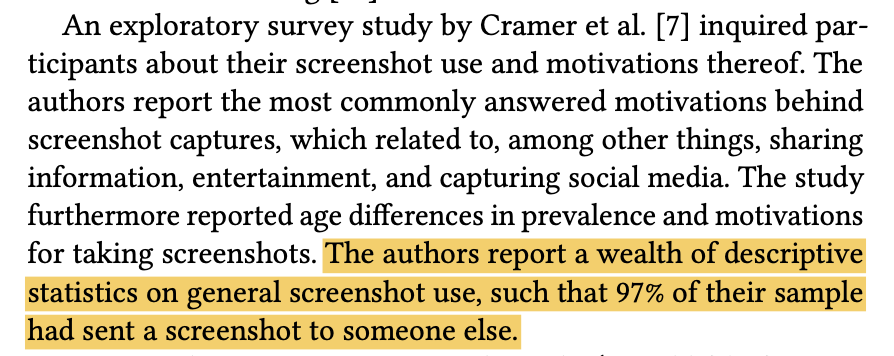 An exploratory survey study by Cramer et al. [7] inquired par-
ticipants about their screenshot use and motivations thereof. The
authors report the most commonly answered motivations behind
screenshot captures, which related to, among other things, sharing
information, entertainment, and capturing social media. The study
furthermore reported age differences in prevalence and motivations
for taking screenshots. The authors report a wealth of descriptive
statistics on general screenshot use, such that 97% of their sample
had sent a screenshot to someone else.